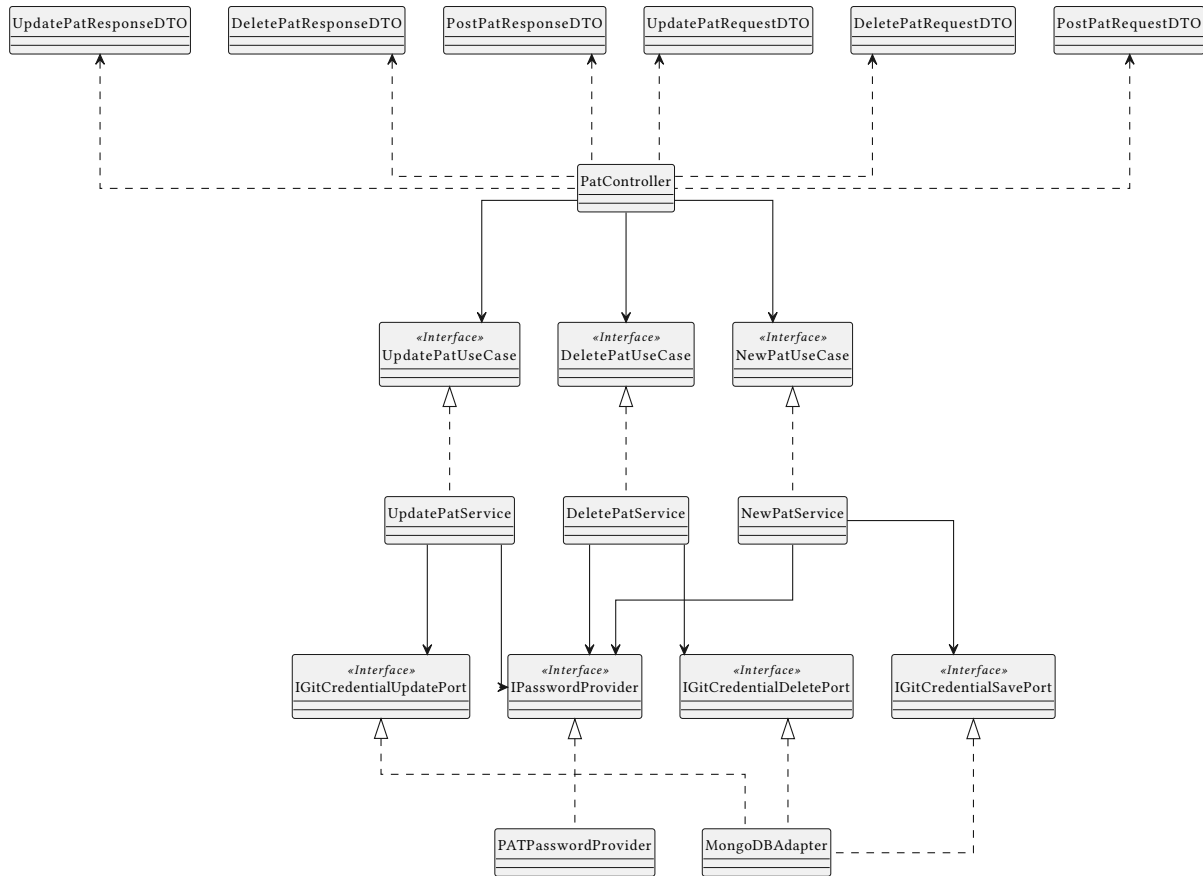 UpdatePatResponseDTO
DeletePatResponseDTO
PostPatResponseDTO
UpdatePatRequestDTO
DeletePatRequestDTO
PostPatRequestDTO
PatController
«Interface»
UpdatePatUseCase
«Interface»
DeletePatUseCase
«Interface»
NewPatUseCase
UpdatePatService
DeletePatService
NewPatService
«Interface»
IGitCredentialUpdatePort
«Interface»
IPasswordProvider
«Interface»
IGitCredentialDeletePort
«Interface»
IGitCredentialSavePort
PATPasswordProvider
MongoDBAdapter